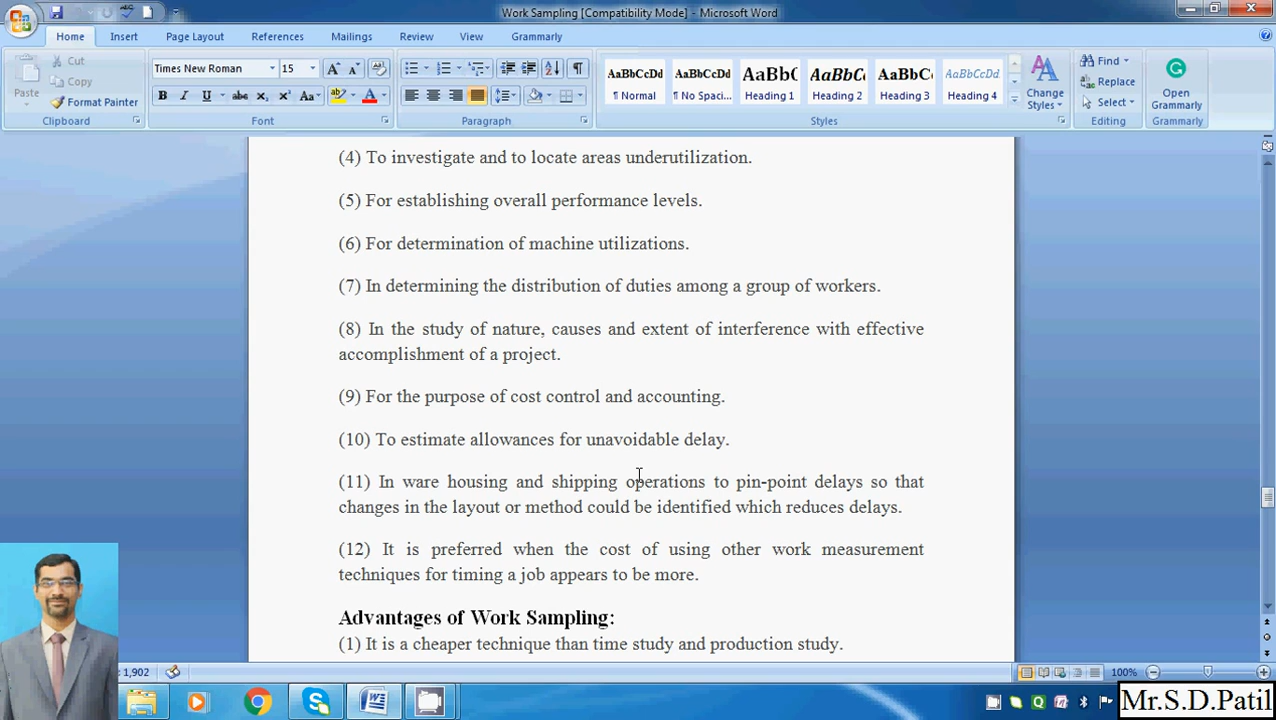 Work Sampling [Compatibility Mode] - Microsoft Word
Home Insert Page Layout References Mailings Review View Grammarly
Paste
Cut
Copy
Format Painter
Clipboard
Times New Roman 15
Font
Paragraph
AaBbCcDd AaBbCcDd AaBb( AaBbC AaBbCc AaBbCcDd
¶ Normal ¶ No Spaci... Heading 1 Heading 2 Heading 3 Heading 4
Change Styles
Styles
Find
Replace
Select
Editing
Open Grammarly
Grammarly
(4) To investigate and to locate areas underutilization.
(5) For establishing overall performance levels.
(6) For determination of machine utilizations.
(7) In determining the distribution of duties among a group of workers.
(8) In the study of nature, causes and extent of interference with effective
accomplishment of a project.
(9) For the purpose of cost control and accounting.
(10) To estimate allowances for unavoidable delay.
(11) In ware housing and shipping operations to pin-point delays so that
changes in the layout or method could be identified which reduces delays.
(12) It is preferred when the cost of using other work measurement
techniques for timing a job appears to be more.
Advantages of Work Sampling:
(1) It is a cheaper technique than time study and production study.
: 1,902
100%
Mr.S.D.Patil